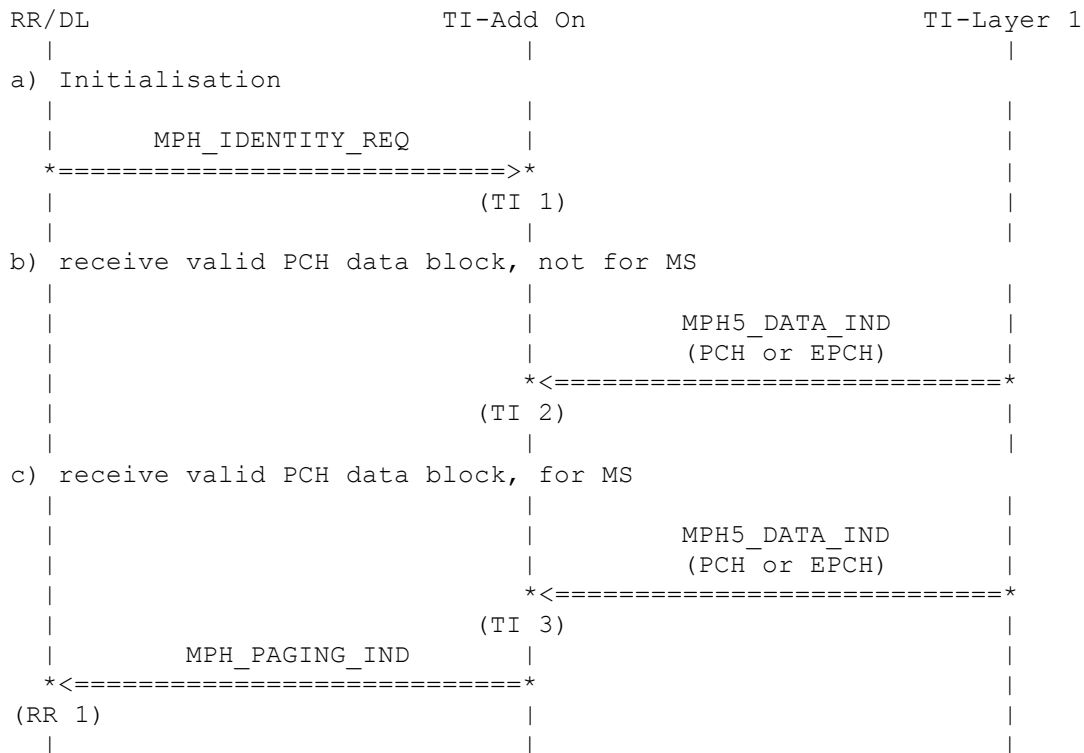 RR/DL TI-Add On TI-Layer 1
| | |
a) Initialisation
| | |
| MPH_IDENTITY_REQ | |
*============================>* |
| (TI 1) |
| | |
b) receive valid PCH data block, not for MS
| | |
| | MPH5_DATA_IND |
| | (PCH or EPCH) |
| *<============================*
| (TI 2) |
| | |
c) receive valid PCH data block, for MS
| | |
| | MPH5_DATA_IND |
| | (PCH or EPCH) |
| *<============================*
| (TI 3) |
| MPH_PAGING_IND | |
*<============================* |
(RR 1) | |
| | |